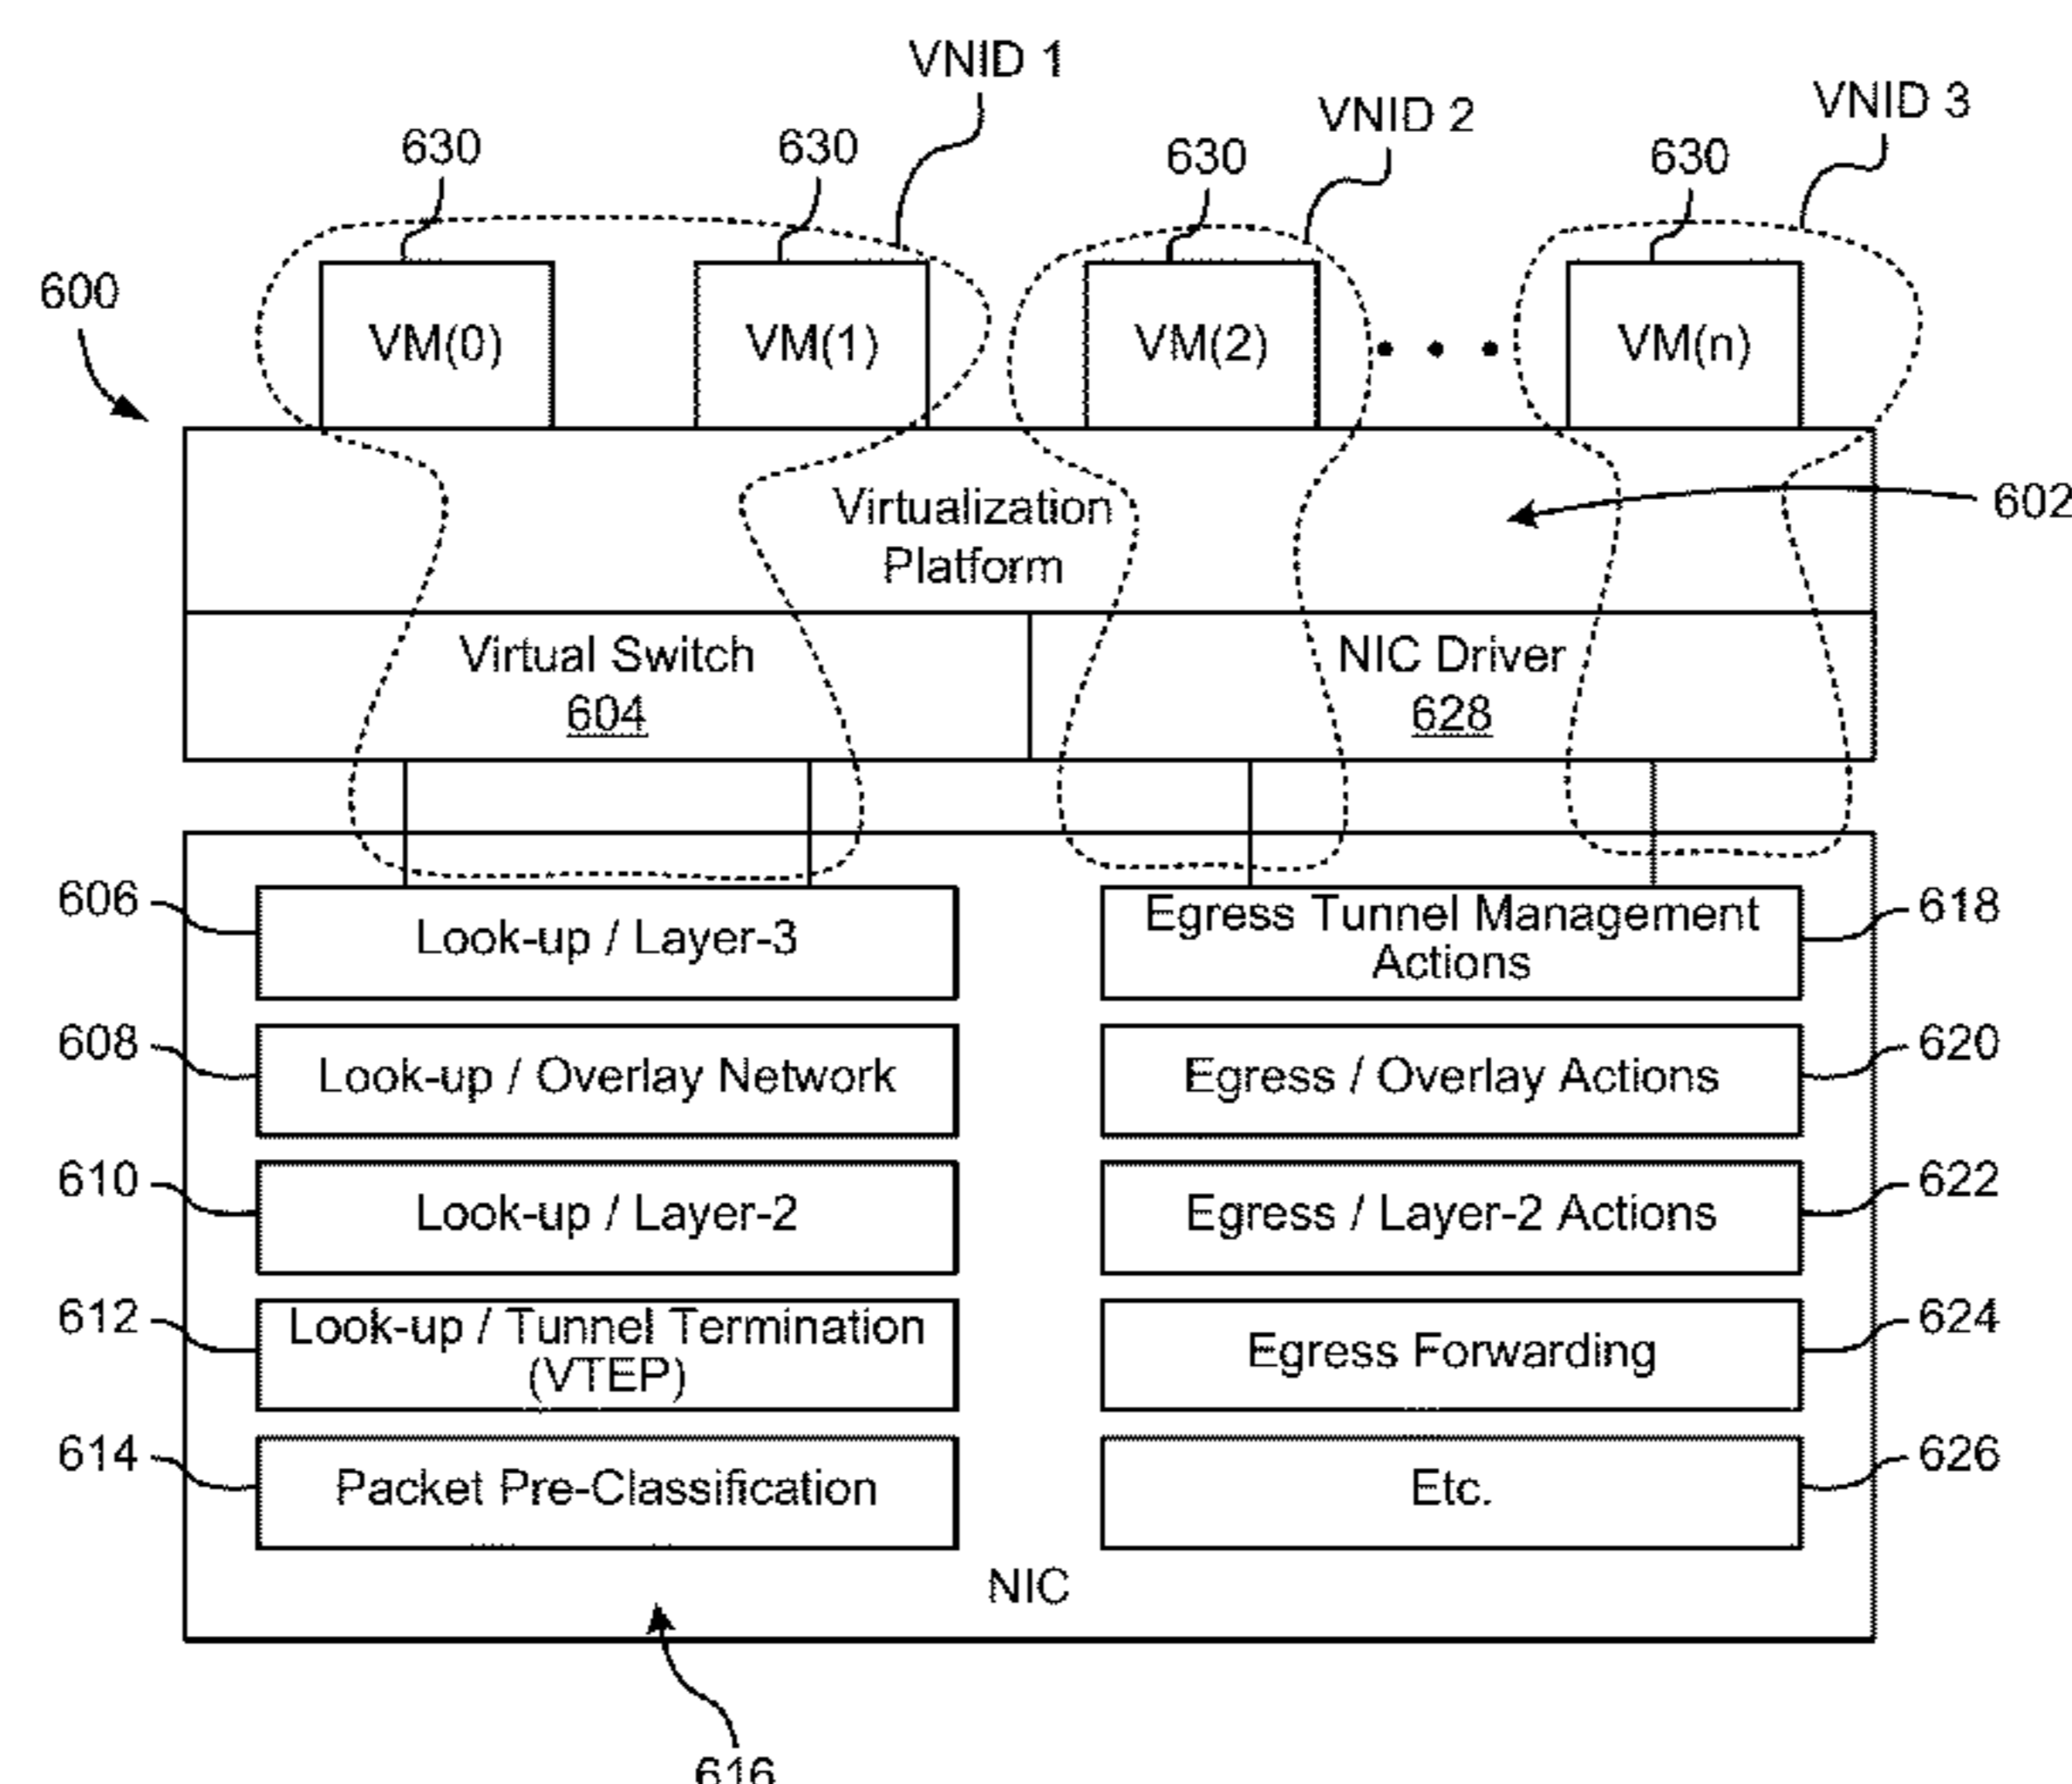 VNID 1
VNID 2
VNID 3
630
630
630
630
600
VM(0)
VM(1)
VM(2)
VM(n)
Virtualization
Platform
602
Virtual Switch
604
NIC Driver
628
606
Look-up / Layer-3
Egress Tunnel Management
Actions
618
608
Look-up / Overlay Network
Egress / Overlay Actions
620
610
Look-up / Layer-2
Egress / Layer-2 Actions
622
612
Look-up / Tunnel Termination
(VTEP)
Egress Forwarding
624
614
Packet Pre-Classification
Etc.
626
NIC
616